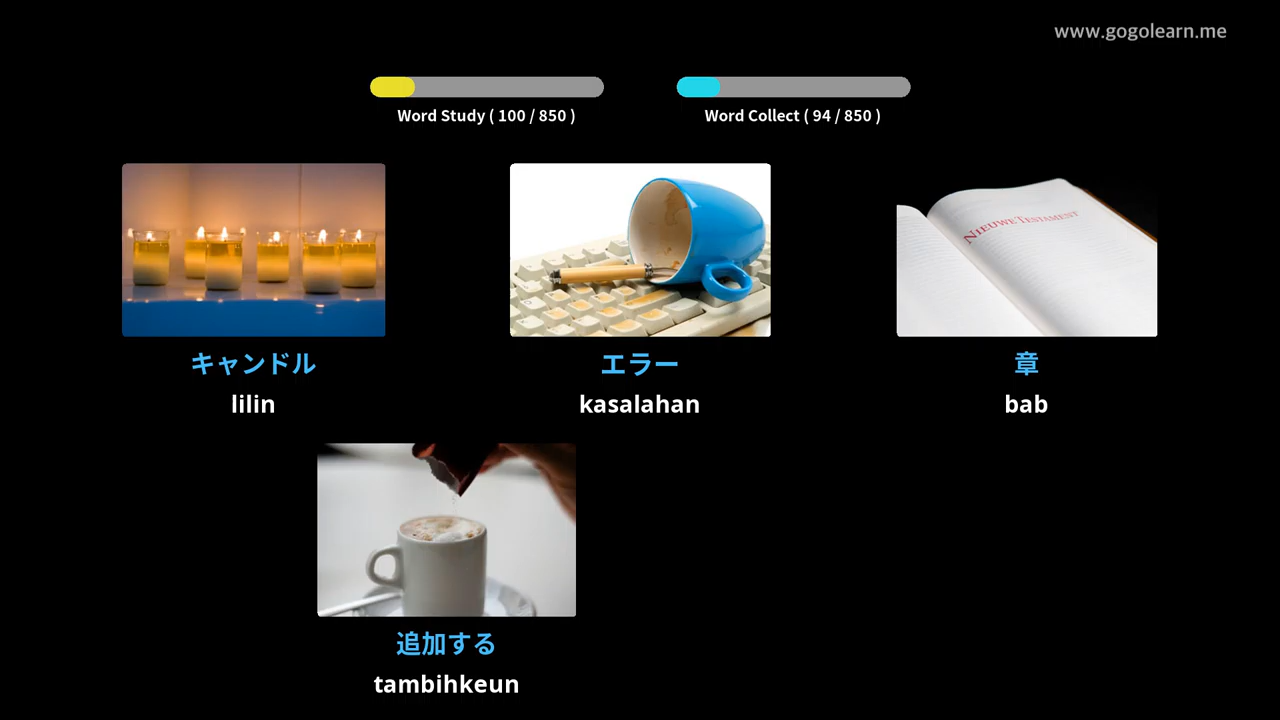 www.gogolearn.me
Word Study ( 100 / 850 )
Word Collect ( 94 / 850 )
NIEUWE TESTAMENT
キャンドル
エラー
章
lilin
kasalahan
bab
追加する
tambihkeun